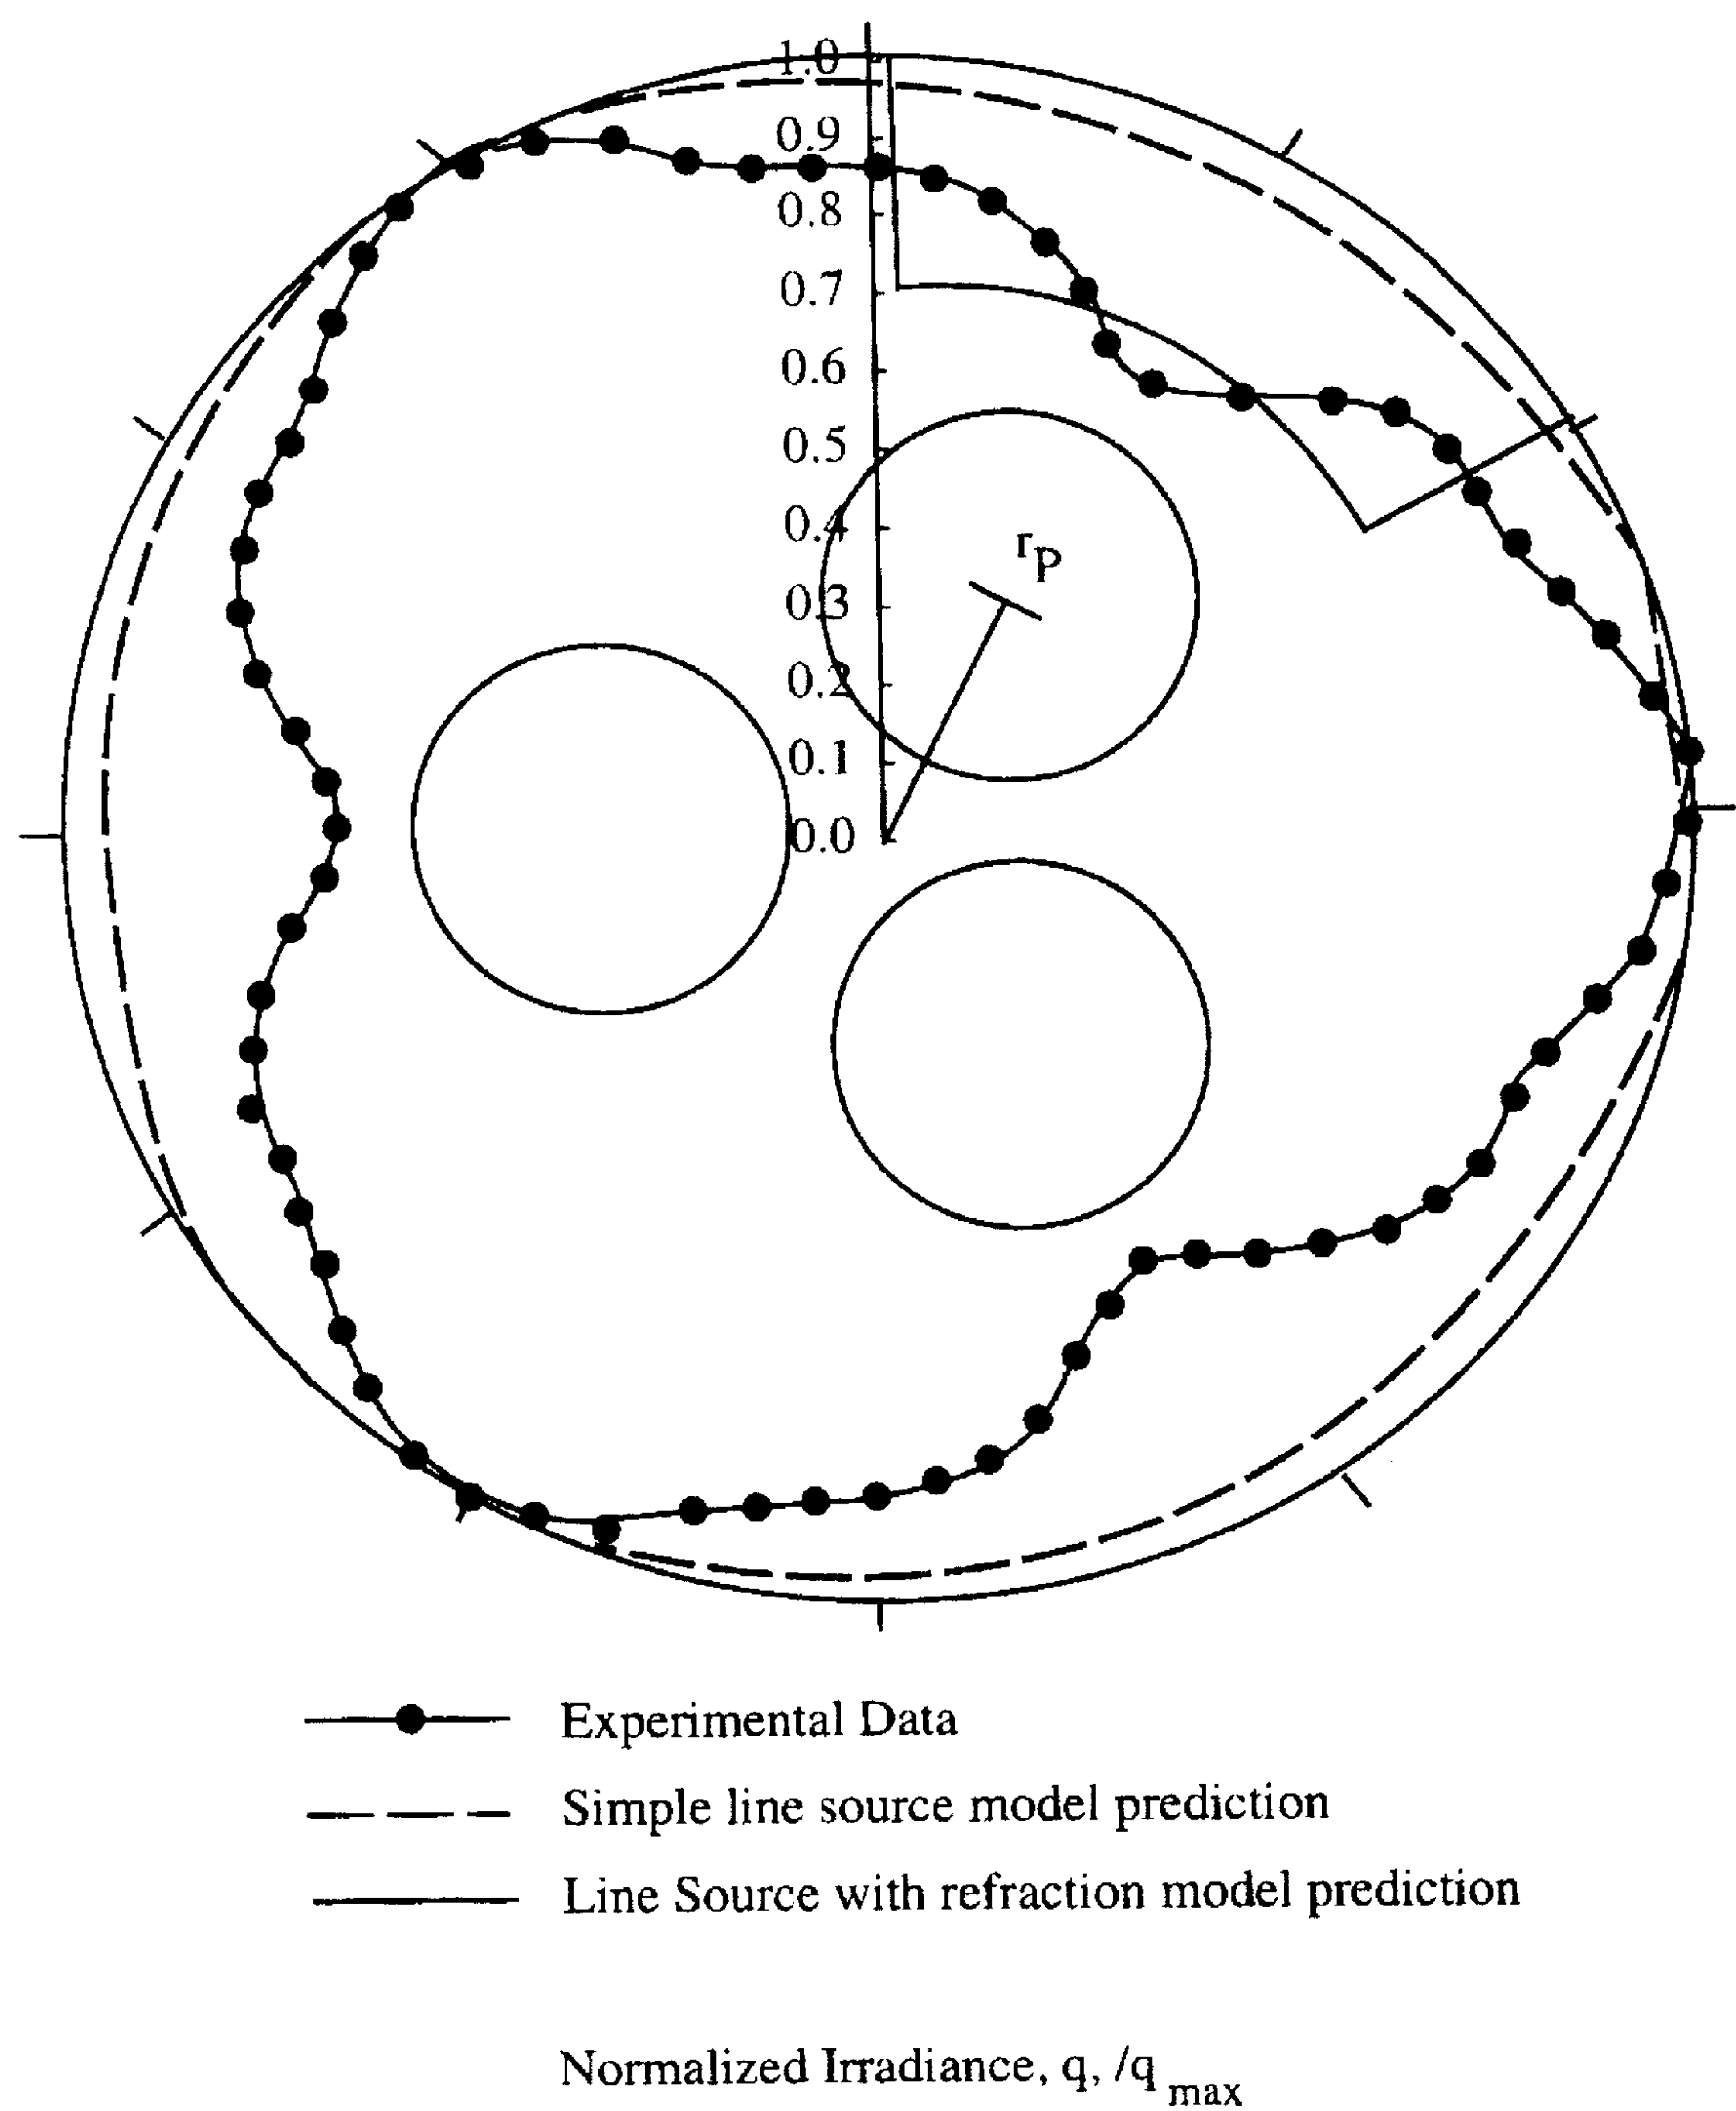 1.0
0.9
0.8
0.7
0.6
0.5
0.4
0.3
0.2
0.1
0.0
rP
Experimental Data
Simple line source model prediction
Line Source with refraction model prediction
Normalized Irradiance, q, /q max